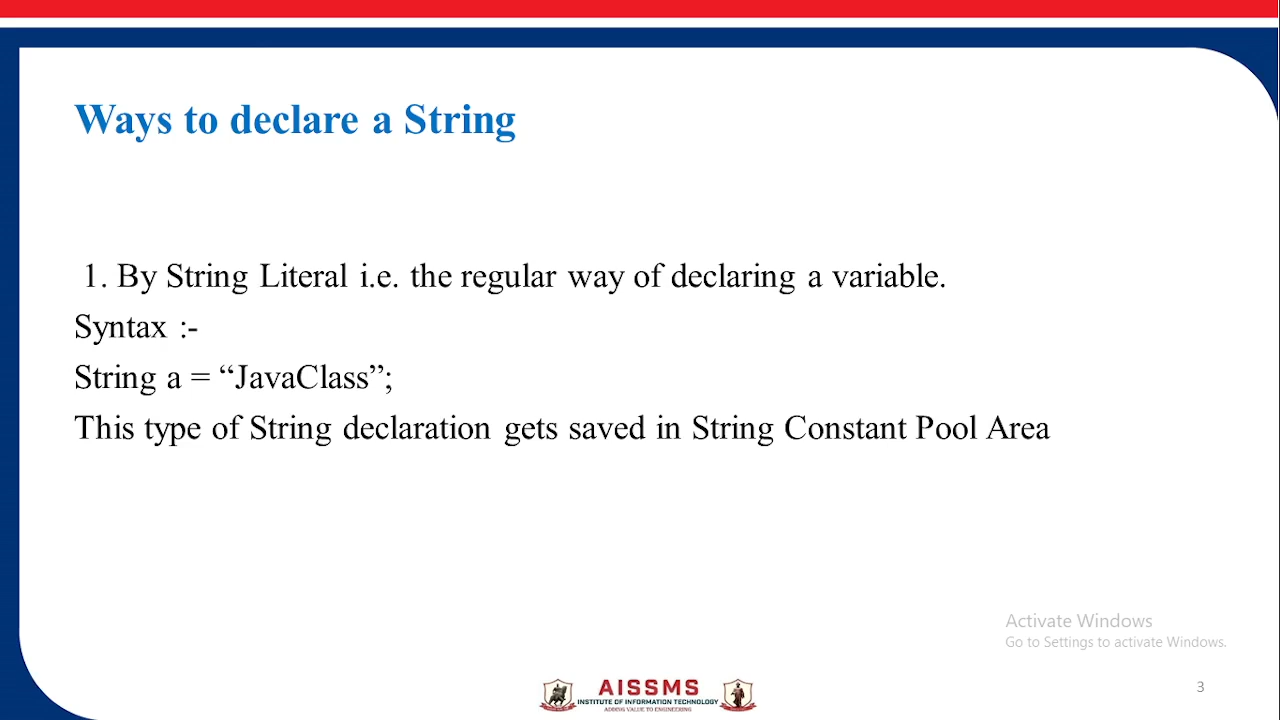 Ways to declare a String
1. By String Literal i.e. the regular way of declaring a variable.
Syntax :-
String a = “JavaClass”;
This type of String declaration gets saved in String Constant Pool Area
Activate Windows
Go to Settings to activate Windows.
AISSMS
INSTITUTE OF INFORMATION TECHNOLOGY
ADDING VALUE TO ENGINEERING
3